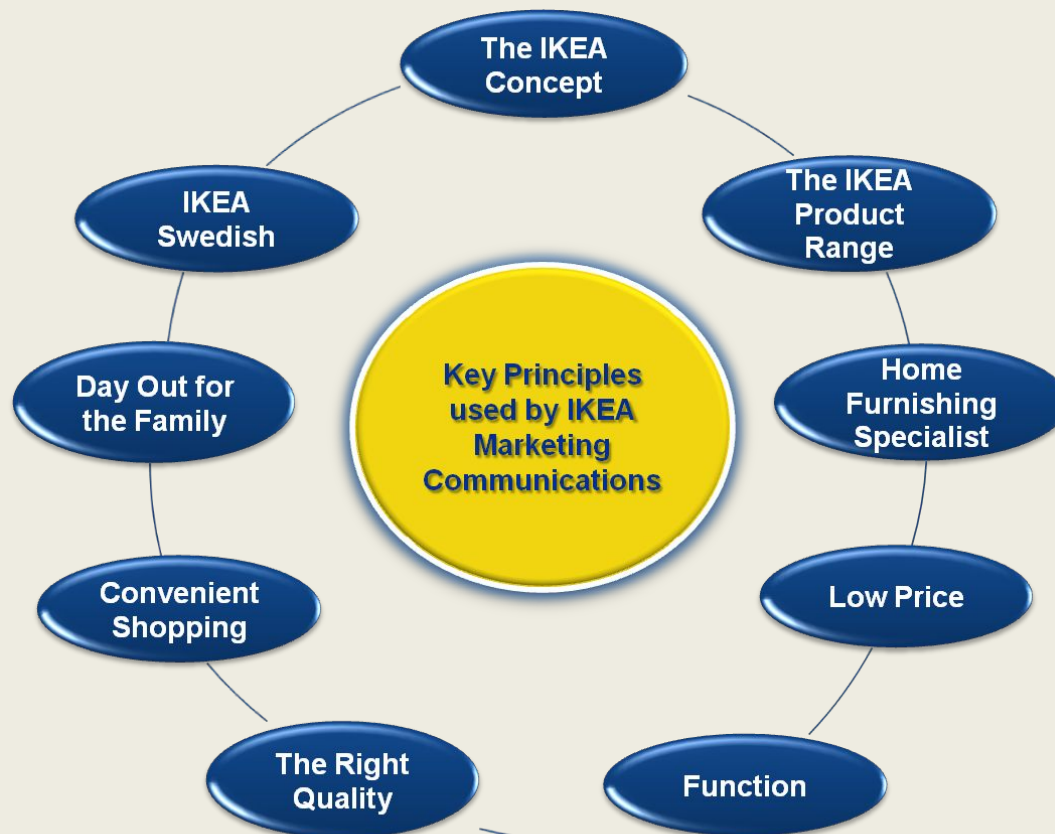 The IKEA
Concept
The IKEA
Product
Range
Home
Furnishing
Specialist
Low Price
Function
The Right
Quality
Convenient
Shopping
Day Out for
the Family
IKEA
Swedish
Key Principles
used by IKEA
Marketing
Communications